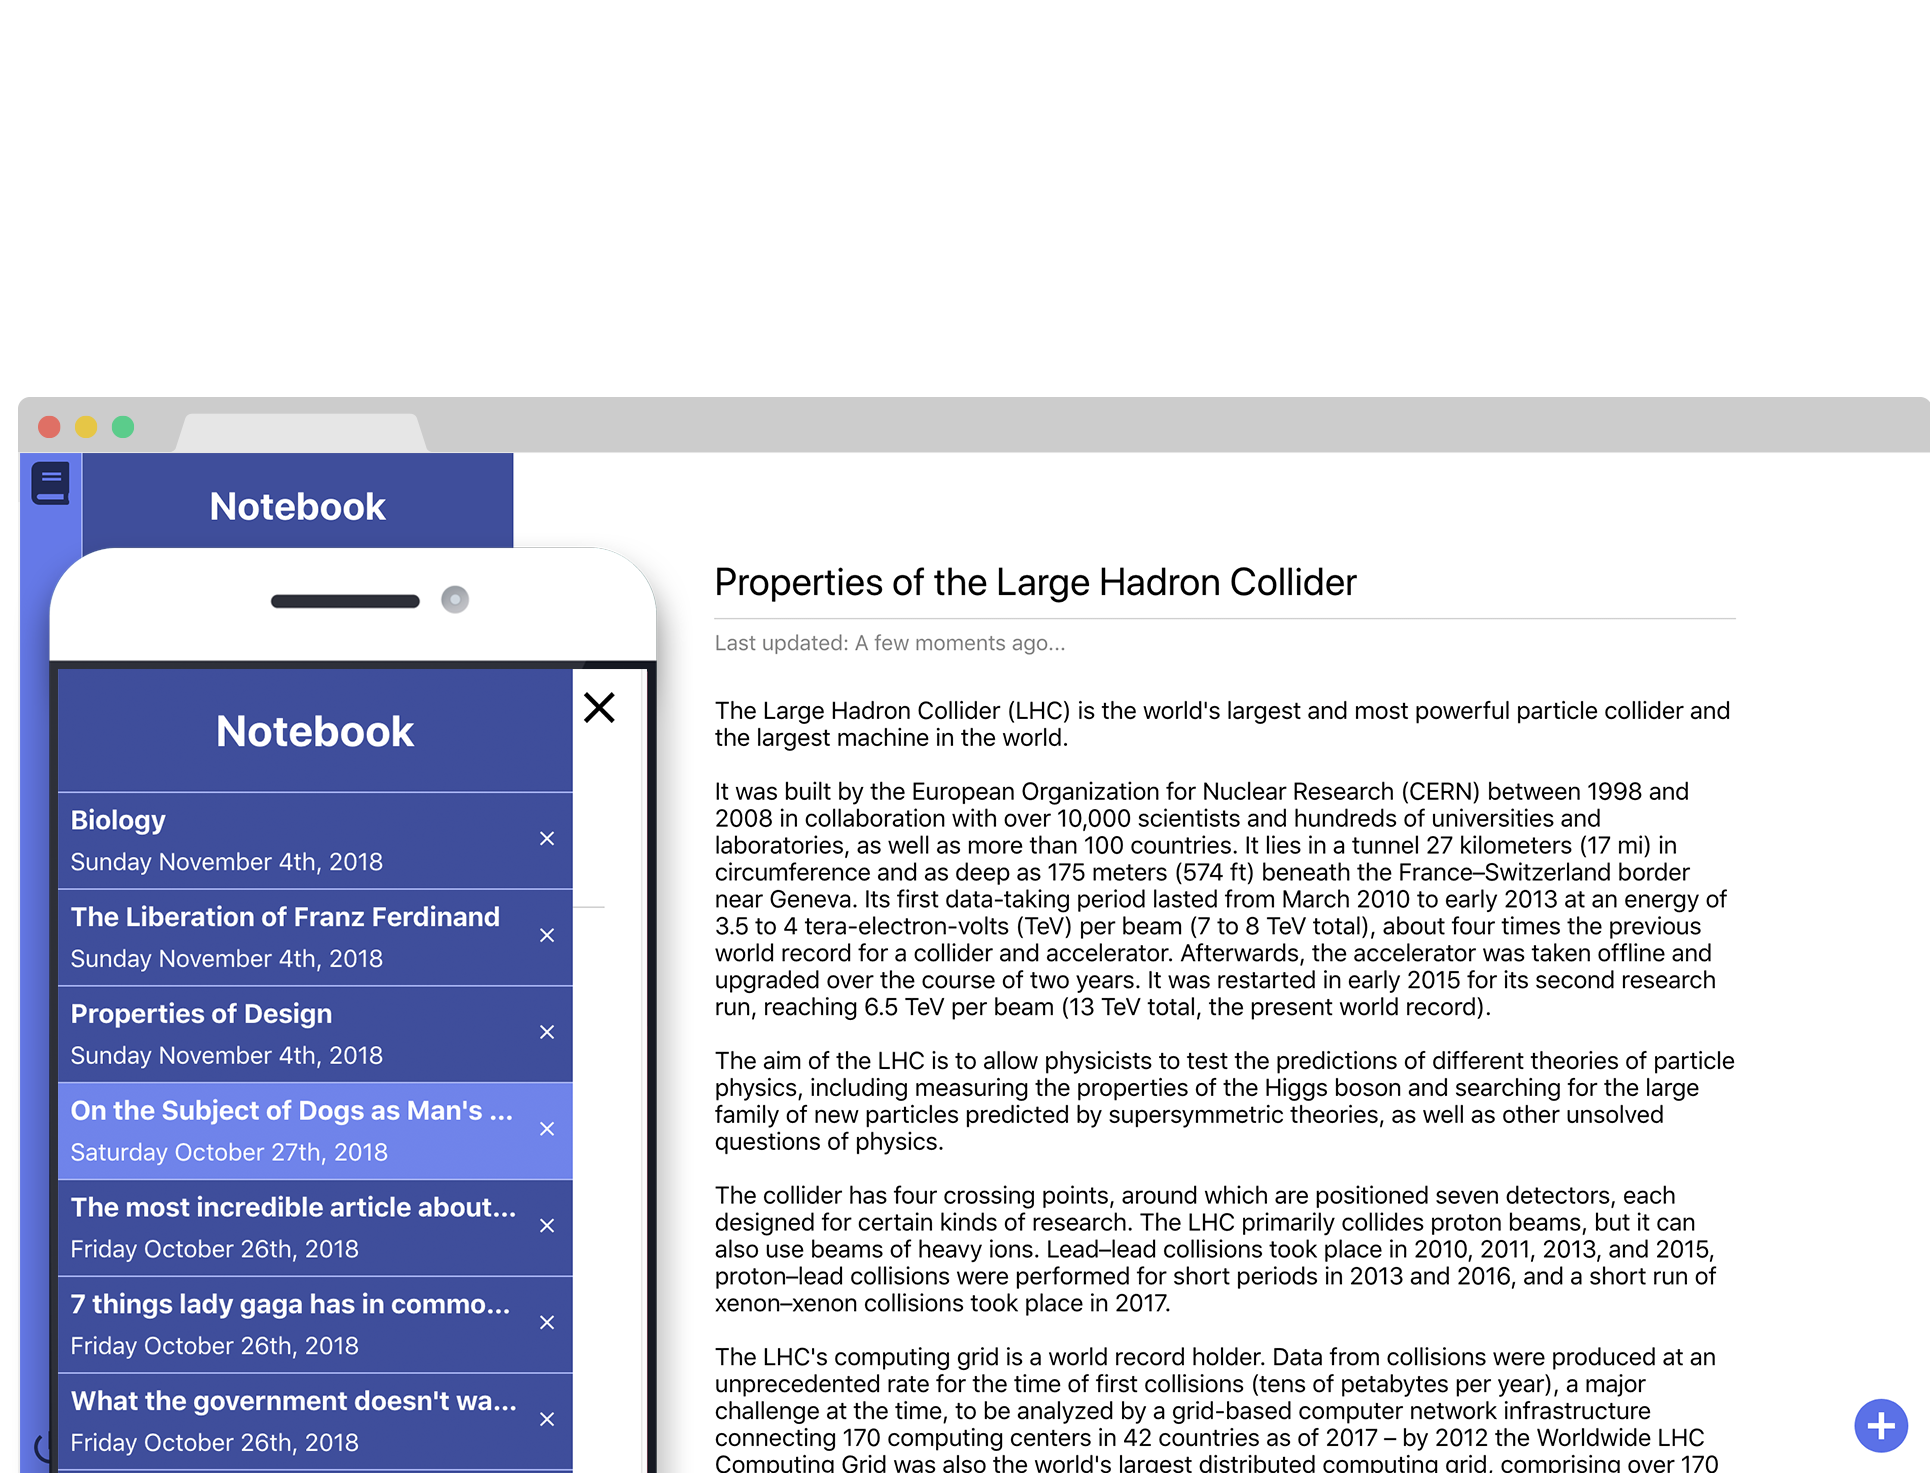 Notebook
Notebook
Biology
Sunday November 4th, 2018
The Liberation of Franz Ferdinand
Sunday November 4th, 2018
Properties of Design
Sunday November 4th, 2018
On the Subject of Dogs as Man's ...
Saturday October 27th, 2018
The most incredible article about...
Friday October 26th, 2018
7 things lady gaga has in commo...
Friday October 26th, 2018
What the government doesn't wa...
Friday October 26th, 2018
Properties of the Large Hadron Collider
Last updated: A few moments ago...
The Large Hadron Collider (LHC) is the world's largest and most powerful particle collider and
the largest machine in the world.
It was built by the European Organization for Nuclear Research (CERN) between 1998 and
2008 in collaboration with over 10,000 scientists and hundreds of universities and
laboratories, as well as more than 100 countries. It lies in a tunnel 27 kilometers (17 mi) in
circumference and as deep as 175 meters (574 ft) beneath the France–Switzerland border
near Geneva. Its first data-taking period lasted from March 2010 to early 2013 at an energy of
3.5 to 4 tera-electron-volts (TeV) per beam (7 to 8 TeV total), about four times the previous
world record for a collider and accelerator. Afterwards, the accelerator was taken offline and
upgraded over the course of two years. It was restarted in early 2015 for its second research
run, reaching 6.5 TeV per beam (13 TeV total, the present world record).
The aim of the LHC is to allow physicists to test the predictions of different theories of particle
physics, including measuring the properties of the Higgs boson and searching for the large
family of new particles predicted by supersymmetric theories, as well as other unsolved
questions of physics.
The collider has four crossing points, around which are positioned seven detectors, each
designed for certain kinds of research. The LHC primarily collides proton beams, but it can
also use beams of heavy ions. Lead–lead collisions took place in 2010, 2011, 2013, and 2015,
proton–lead collisions were performed for short periods in 2013 and 2016, and a short run of
xenon–xenon collisions took place in 2017.
The LHC's computing grid is a world record holder. Data from collisions were produced at an
unprecedented rate for the time of first collisions (tens of petabytes per year), a major
challenge at the time, to be analyzed by a grid-based computer network infrastructure
connecting 170 computing centers in 42 countries as of 2017 – by 2012 the Worldwide LHC
Computing Grid was also the world's largest distributed computing grid, comprising over 170